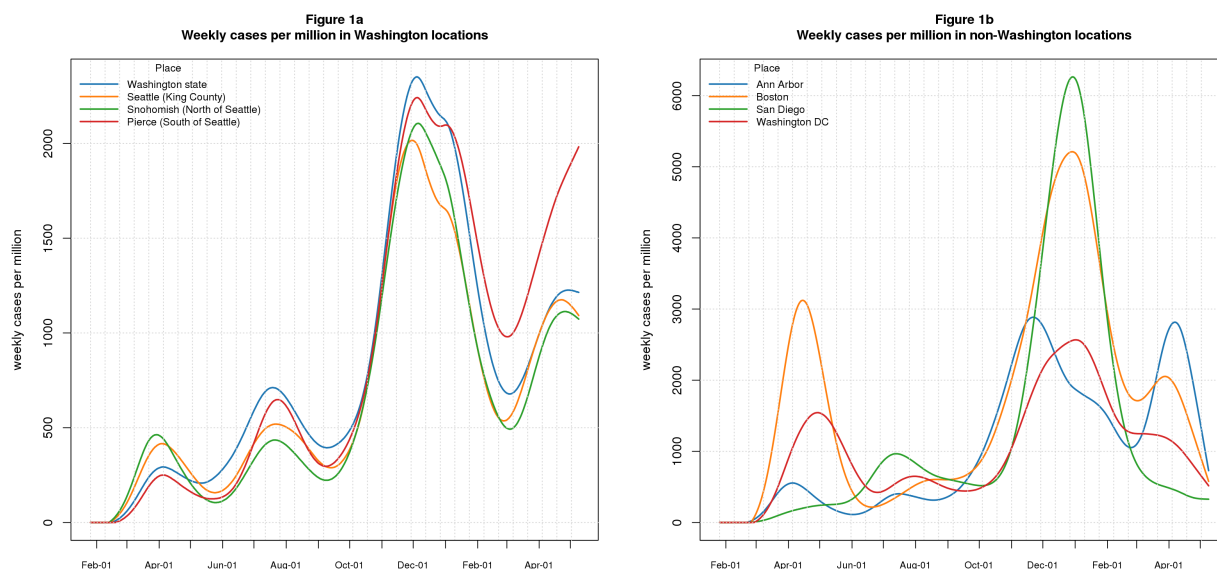 Figure 1a
Weekly cases per million in Washington locations
Place
Washington state
Seattle (King County)
Snohomish (North of Seattle)
Pierce (South of Seattle)
weekly cases per million
2000
1500
1000
500
0
Feb-01 Apr-01 Jun-01 Aug-01 Oct-01 Dec-01 Feb-01 Apr-01
Figure 1b
Weekly cases per million in non-Washington locations
Place
Ann Arbor
Boston
San Diego
Washington DC
weekly cases per million
6000
5000
4000
3000
2000
1000
0
Feb-01 Apr-01 Jun-01 Aug-01 Oct-01 Dec-01 Feb-01 Apr-01